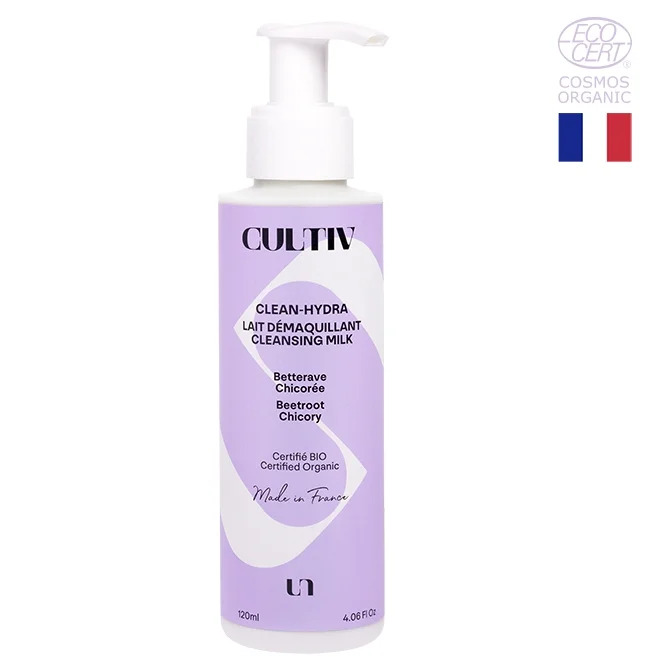 ECO
CERT
®
COSMOS
ORGANIC
CULTIV
CLEAN-HYDRA
LAIT DÉMAQUILLANT
CLEANSING MILK
Betterave
Chicorée
Beetroot
Chicory
Certifié BIO
Certified Organic
Made in France
un
120ml 4.06 Fl Oz